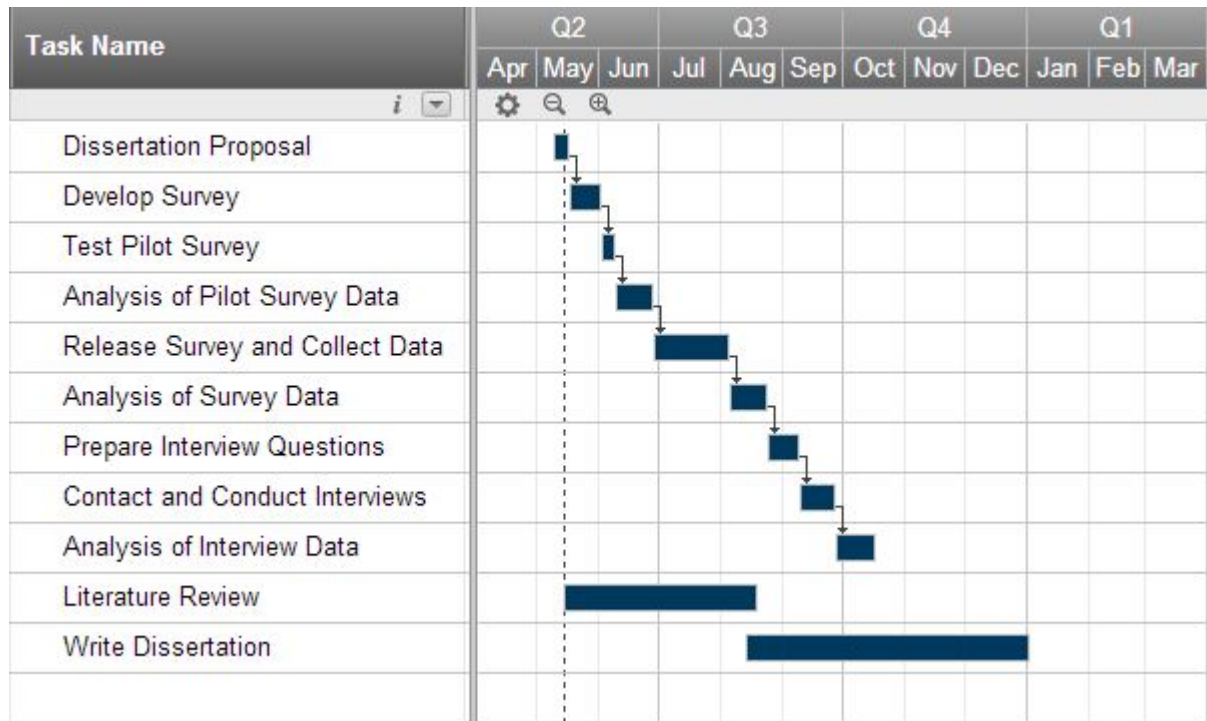 Task Name
Q2 Q3 Q4 Q1
Apr May Jun Jul Aug Sep Oct Nov Dec Jan Feb Mar
i
Dissertation Proposal
Develop Survey
Test Pilot Survey
Analysis of Pilot Survey Data
Release Survey and Collect Data
Analysis of Survey Data
Prepare Interview Questions
Contact and Conduct Interviews
Analysis of Interview Data
Literature Review
Write Dissertation